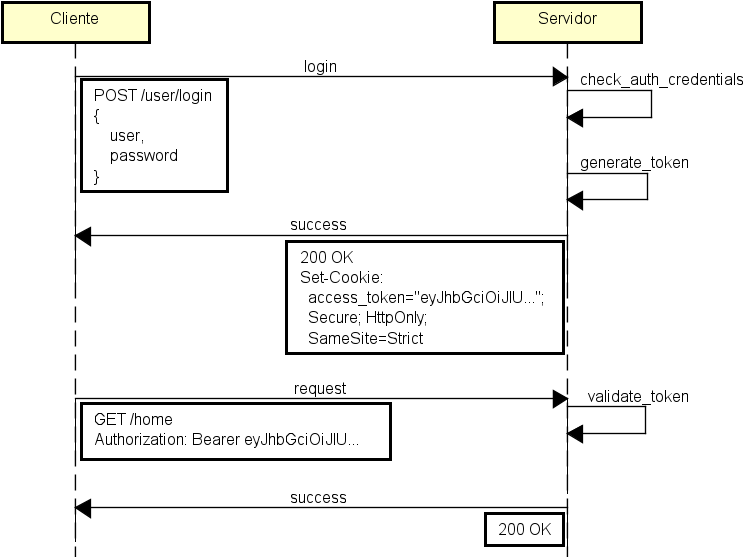 Cliente
Servidor
login
check_auth_credentials
POST /user/login
{
user,
password
}
generate_token
success
200 OK
Set-Cookie:
access_token="eyJhbGciOiJIU...";
Secure; HttpOnly;
SameSite=Strict
request
validate_token
GET /home
Authorization: Bearer eyJhbGciOiJIU...
success
200 OK